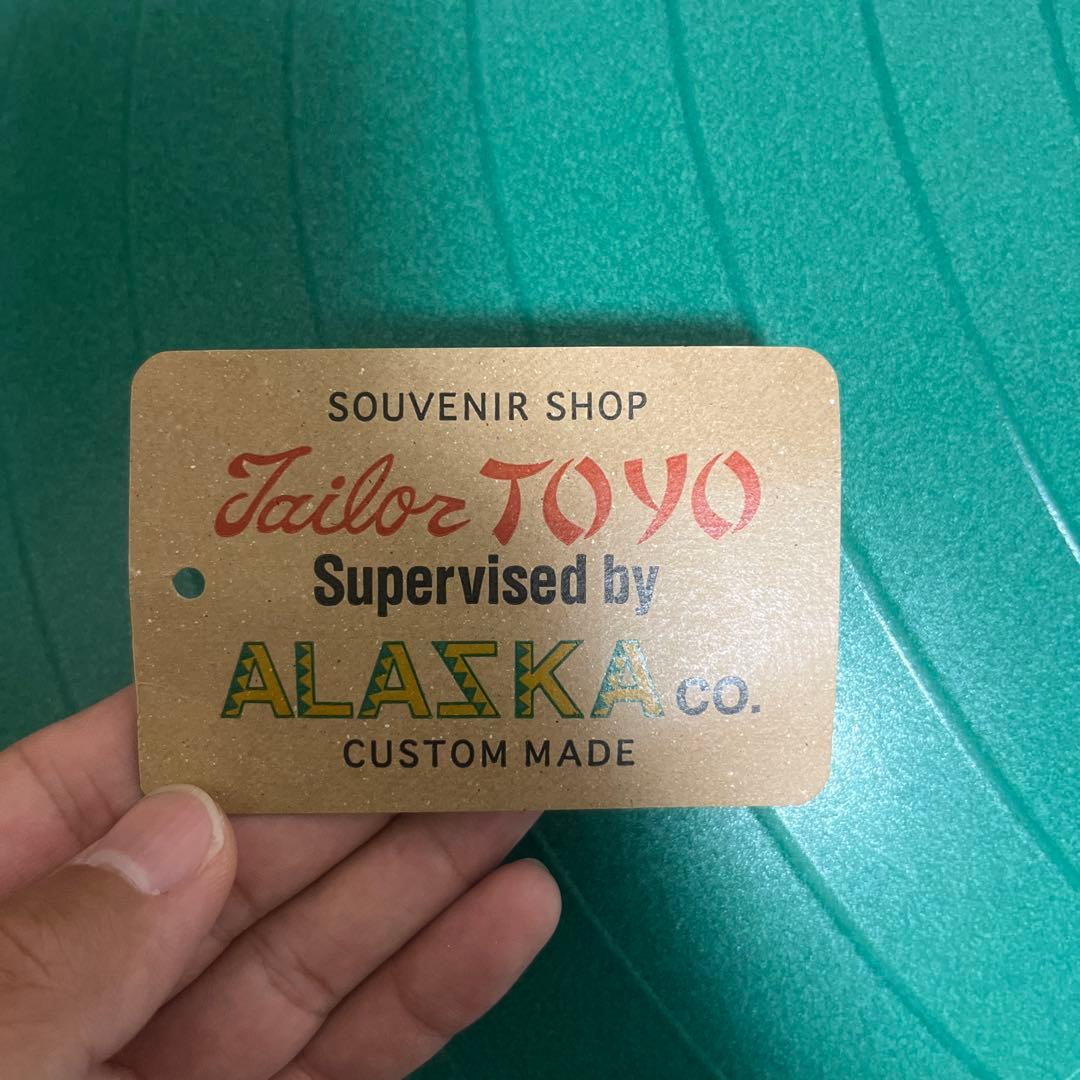 SOUVENIR SHOP
Tailor TOYO
Supervised by
ALASKA CO.
CUSTOM MADE